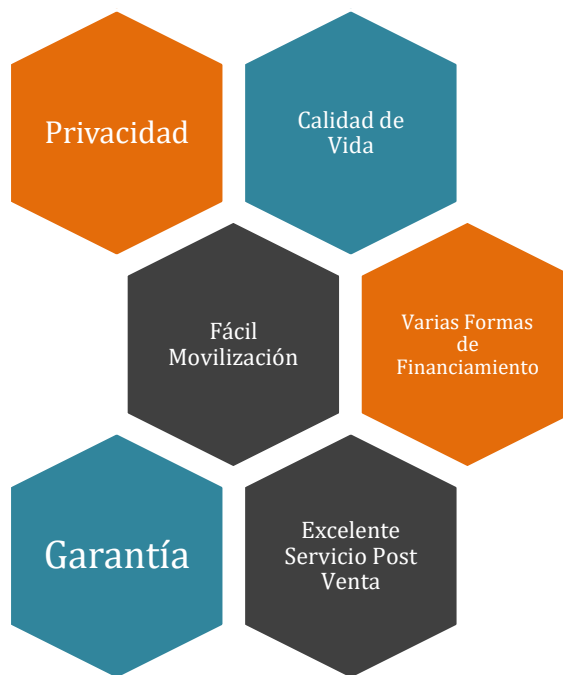 Privacidad
Calidad de
Vida
Fácil
Movilización
Varias Formas
de
Financiamiento
Garantía
Excelente
Servicio Post
Venta